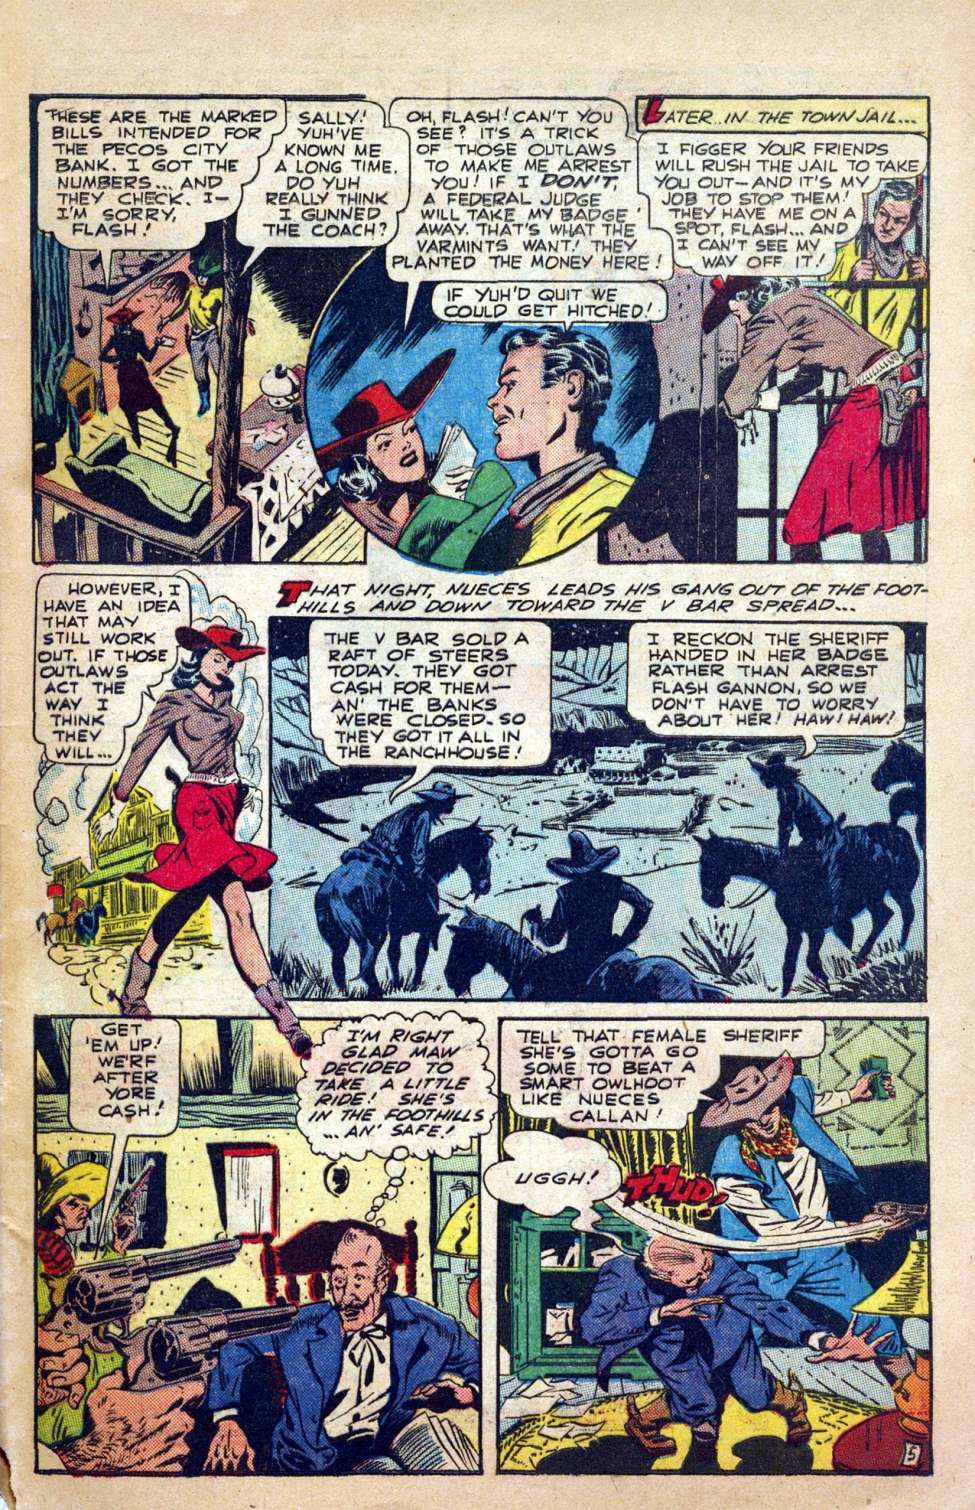 THESE ARE THE MARKED
BILLS INTENDED FOR
THE PECOS CITY
BANK. I GOT THE
NUMBERS... AND
THEY CHECK. I—
I'M SORRY,
FLASH!
SALLY!
YUH'VE
KNOWN ME
A LONG TIME.
DO YUH
REALLY THINK
I GUNNED
THE COACH?
OH, FLASH! CAN'T YOU
SEE? IT'S A TRICK
OF THOSE OUTLAWS
TO MAKE ME ARREST
YOU! IF I DON'T,
A FEDERAL JUDGE
WILL TAKE MY BADGE
AWAY. THAT'S WHAT THE
VARMINTS WANT! THEY
PLANTED THE MONEY HERE!
IF YUH'D QUIT WE
COULD GET HITCHED!
LATER... IN THE TOWN JAIL...
I FIGGER YOUR FRIENDS
WILL RUSH THE JAIL TO TAKE
YOU OUT— AND IT'S MY
JOB TO STOP THEM!
THEY HAVE ME ON A
SPOT, FLASH... AND
I CAN'T SEE MY
WAY OFF IT!
HOWEVER, I
HAVE AN IDEA
THAT MAY
STILL WORK
OUT. IF THOSE
OUTLAWS
ACT THE
WAY I
THINK
THEY
WILL...
THAT NIGHT, NUECES LEADS HIS GANG OUT OF THE FOOT-
HILLS AND DOWN TOWARD THE V BAR SPREAD...
THE V BAR SOLD A
RAFT OF STEERS
TODAY. THEY GOT
CASH FOR THEM—
AN' THE BANKS
WERE CLOSED. SO
THEY GOT IT ALL IN
THE RANCHHOUSE!
I RECKON THE SHERIFF
HANDED IN HER BADGE
RATHER THAN ARREST
FLASH GANNON, SO WE
DON'T HAVE TO WORRY
ABOUT HER! HAW! HAW!
GET
'EM UP!
WE'RE
AFTER
YORE
CASH!
I'M RIGHT
GLAD MAW
DECIDED TO
TAKE A LITTLE
RIDE! SHE'S
IN THE FOOTHILLS
... AN' SAFE!
TELL THAT FEMALE SHERIFF
SHE'S GOTTA GO
SOME TO BEAT A
SMART OWLHOOT
LIKE NUECES
CALLAN!
UGGH!
THUD!
5